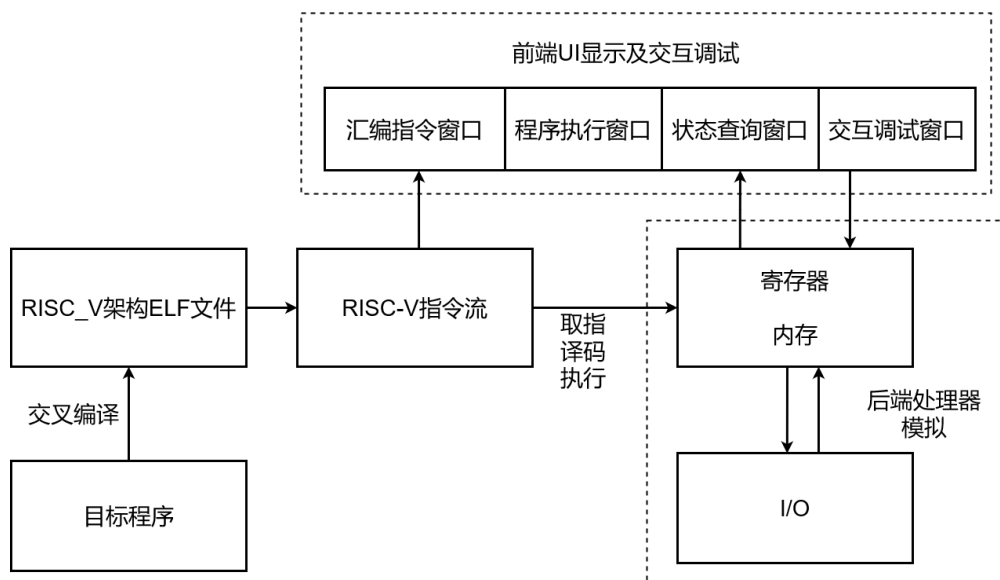 前端UI显示及交互调试
汇编指令窗口
程序执行窗口
状态查询窗口
交互调试窗口
RISC_V架构ELF文件
RISC-V指令流
取指
译码
执行
寄存器
内存
交叉编译
后端处理器
模拟
目标程序
I/O